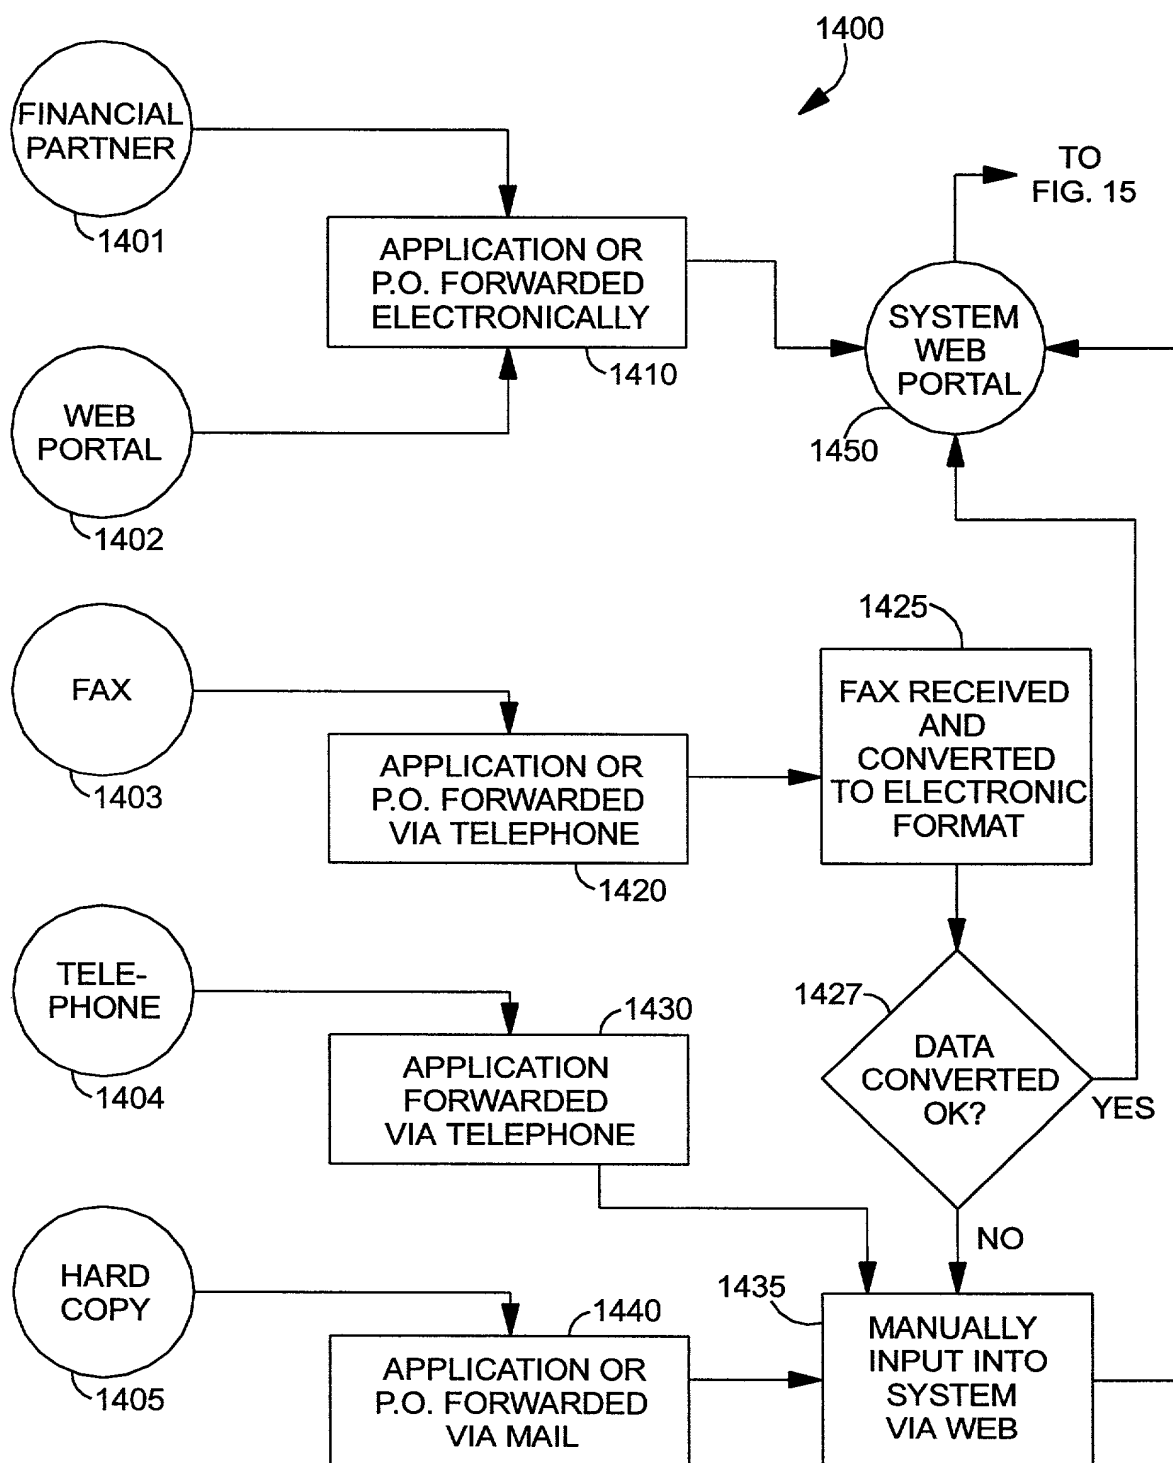 1400
FINANCIAL
PARTNER
1401
TO
FIG. 15
APPLICATION OR
P.O. FORWARDED
ELECTRONICALLY
1410
SYSTEM
WEB
PORTAL
1450
WEB
PORTAL
1402
FAX
1403
APPLICATION OR
P.O. FORWARDED
VIA TELEPHONE
1420
1425
FAX RECEIVED
AND
CONVERTED
TO ELECTRONIC
FORMAT
TELE-
PHONE
1404
1430
APPLICATION
FORWARDED
VIA TELEPHONE
1427
DATA
CONVERTED
OK?
YES
NO
HARD
COPY
1405
1440
APPLICATION OR
P.O. FORWARDED
VIA MAIL
1435
MANUALLY
INPUT INTO
SYSTEM
VIA WEB